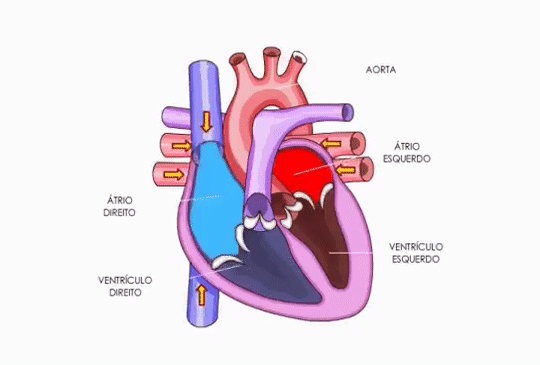 AORTA
ÁTRIO
ESQUERDO
ÁTRIO
DIREITO
VENTRÍCULO
ESQUERDO
VENTRÍCULO
DIREITO